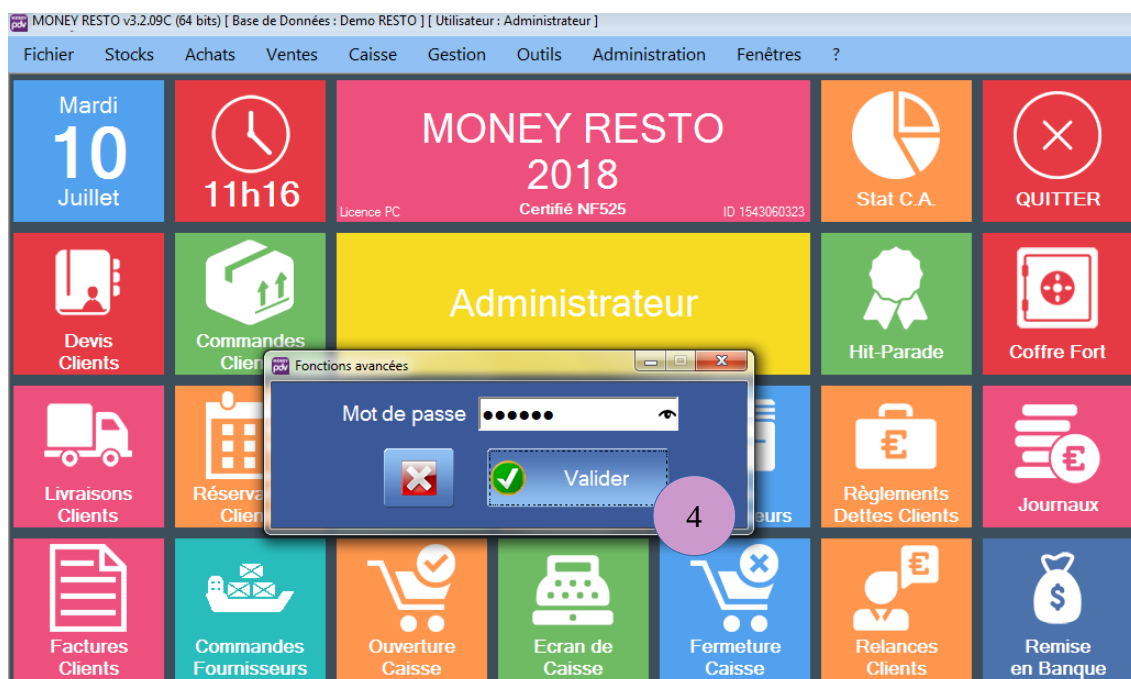 MONEY RESTO v3.2.09C (64 bits) [ Base de Données : Demo RESTO ] [ Utilisateur : Administrateur ]
Fichier Stocks Achats Ventes Caisse Gestion Outils Administration Fenêtres ?
Mardi
10
Juillet
11h16
MONEY RESTO
2018
Certifié NF525
Licence PC
ID 1543060323
Stat C.A.
QUITTER
Devis
Clients
Commandes
Clien
Administrateur
Hit-Parade
Coffre Fort
money pdv
Fonctions avancées
Mot de passe
Valider
4
Livraisons
Clients
Réserva
Clien
eurs
Règlements
Dettes Clients
Journaux
Factures
Clients
Commandes
Fournisseurs
Ouverture
Caisse
Ecran de
Caisse
Fermeture
Caisse
Relances
Clients
Remise
en Banque